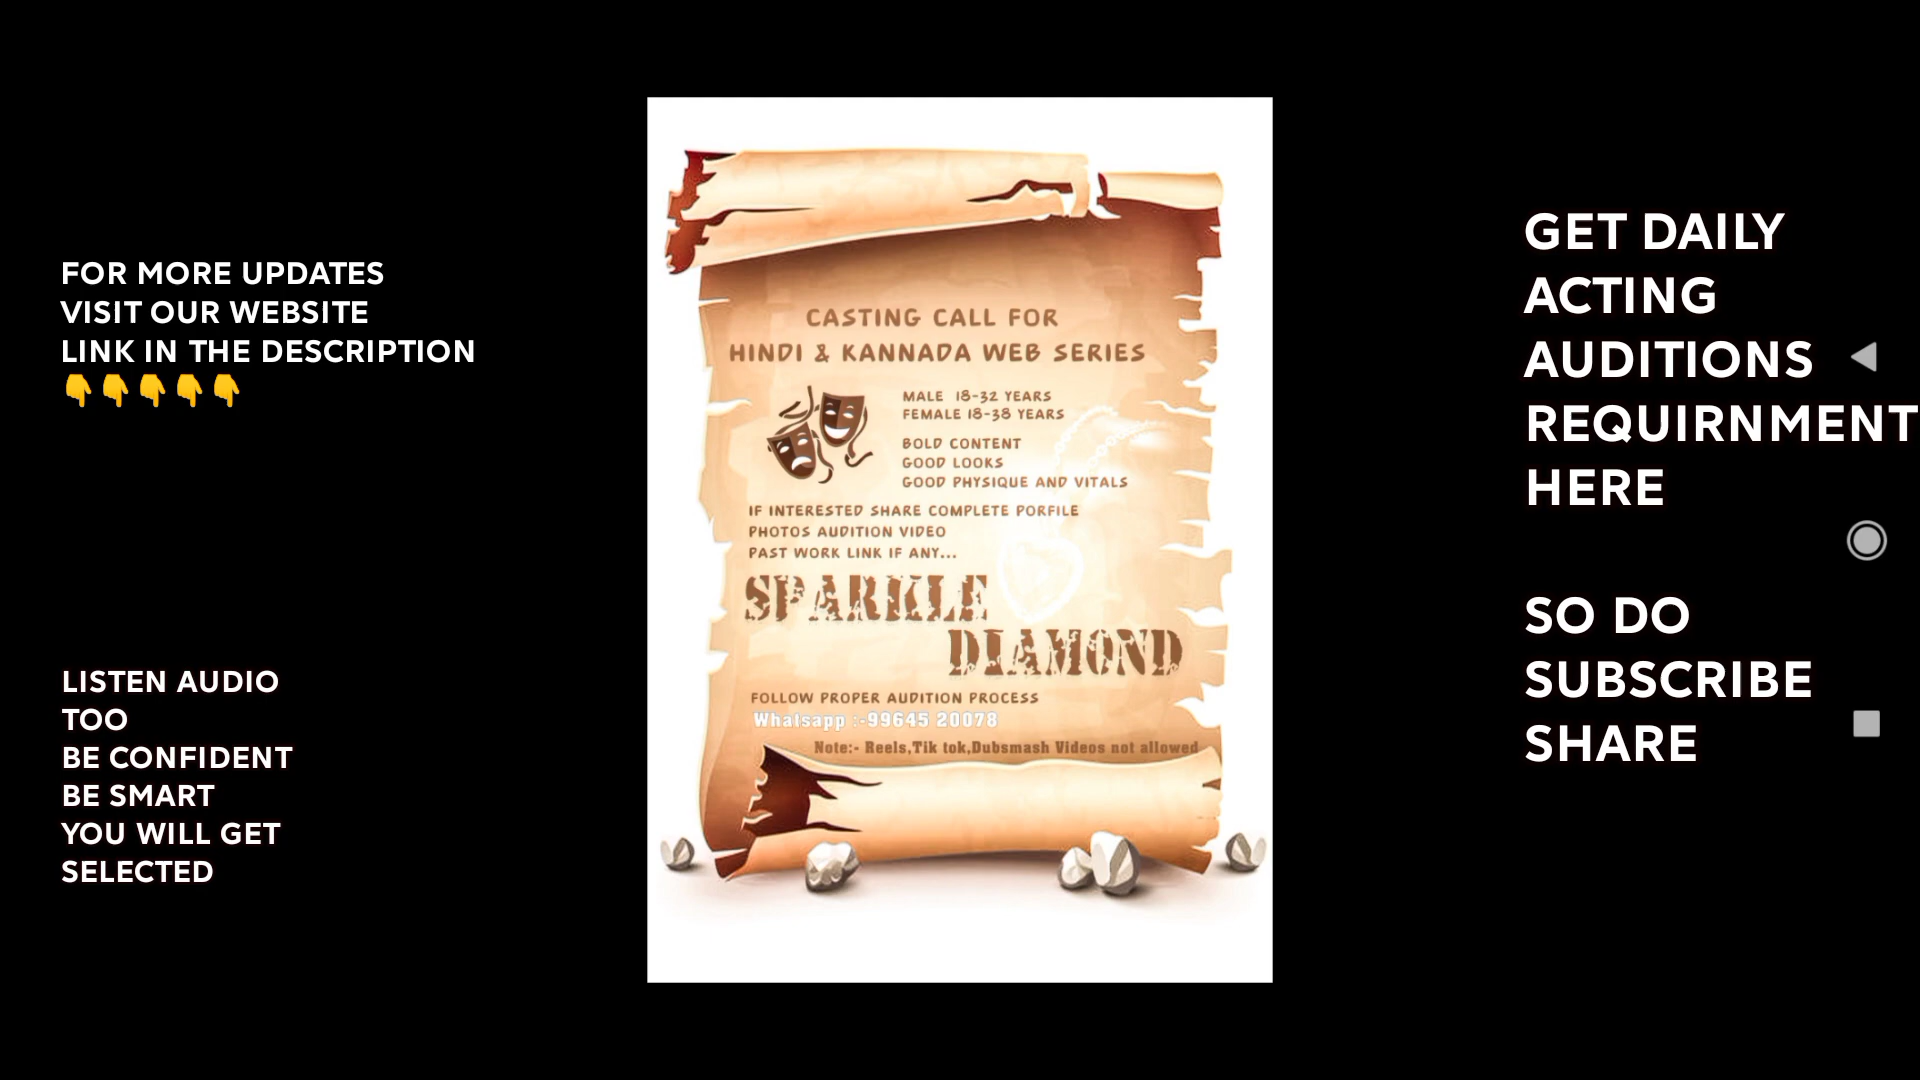 FOR MORE UPDATES
VISIT OUR WEBSITE
LINK IN THE DESCRIPTION
👇👇👇👇👇
LISTEN AUDIO
TOO
BE CONFIDENT
BE SMART
YOU WILL GET
SELECTED
CASTING CALL FOR
HINDI & KANNADA WEB SERIES
MALE 18-32 YEARS
FEMALE 18-38 YEARS
BOLD CONTENT
GOOD LOOKS
GOOD PHYSIQUE AND VITALS
IF INTERESTED SHARE COMPLETE PORFILE
PHOTOS AUDITION VIDEO
PAST WORK LINK IF ANY...
SPARKLE
DIAMOND
FOLLOW PROPER AUDITION PROCESS
Whatsapp :-99645 20078
Note:- Reels,Tik tok,Dubsmash Videos not allowed
GET DAILY
ACTING
AUDITIONS
REQUIRNMENT
HERE
SO DO
SUBSCRIBE
SHARE